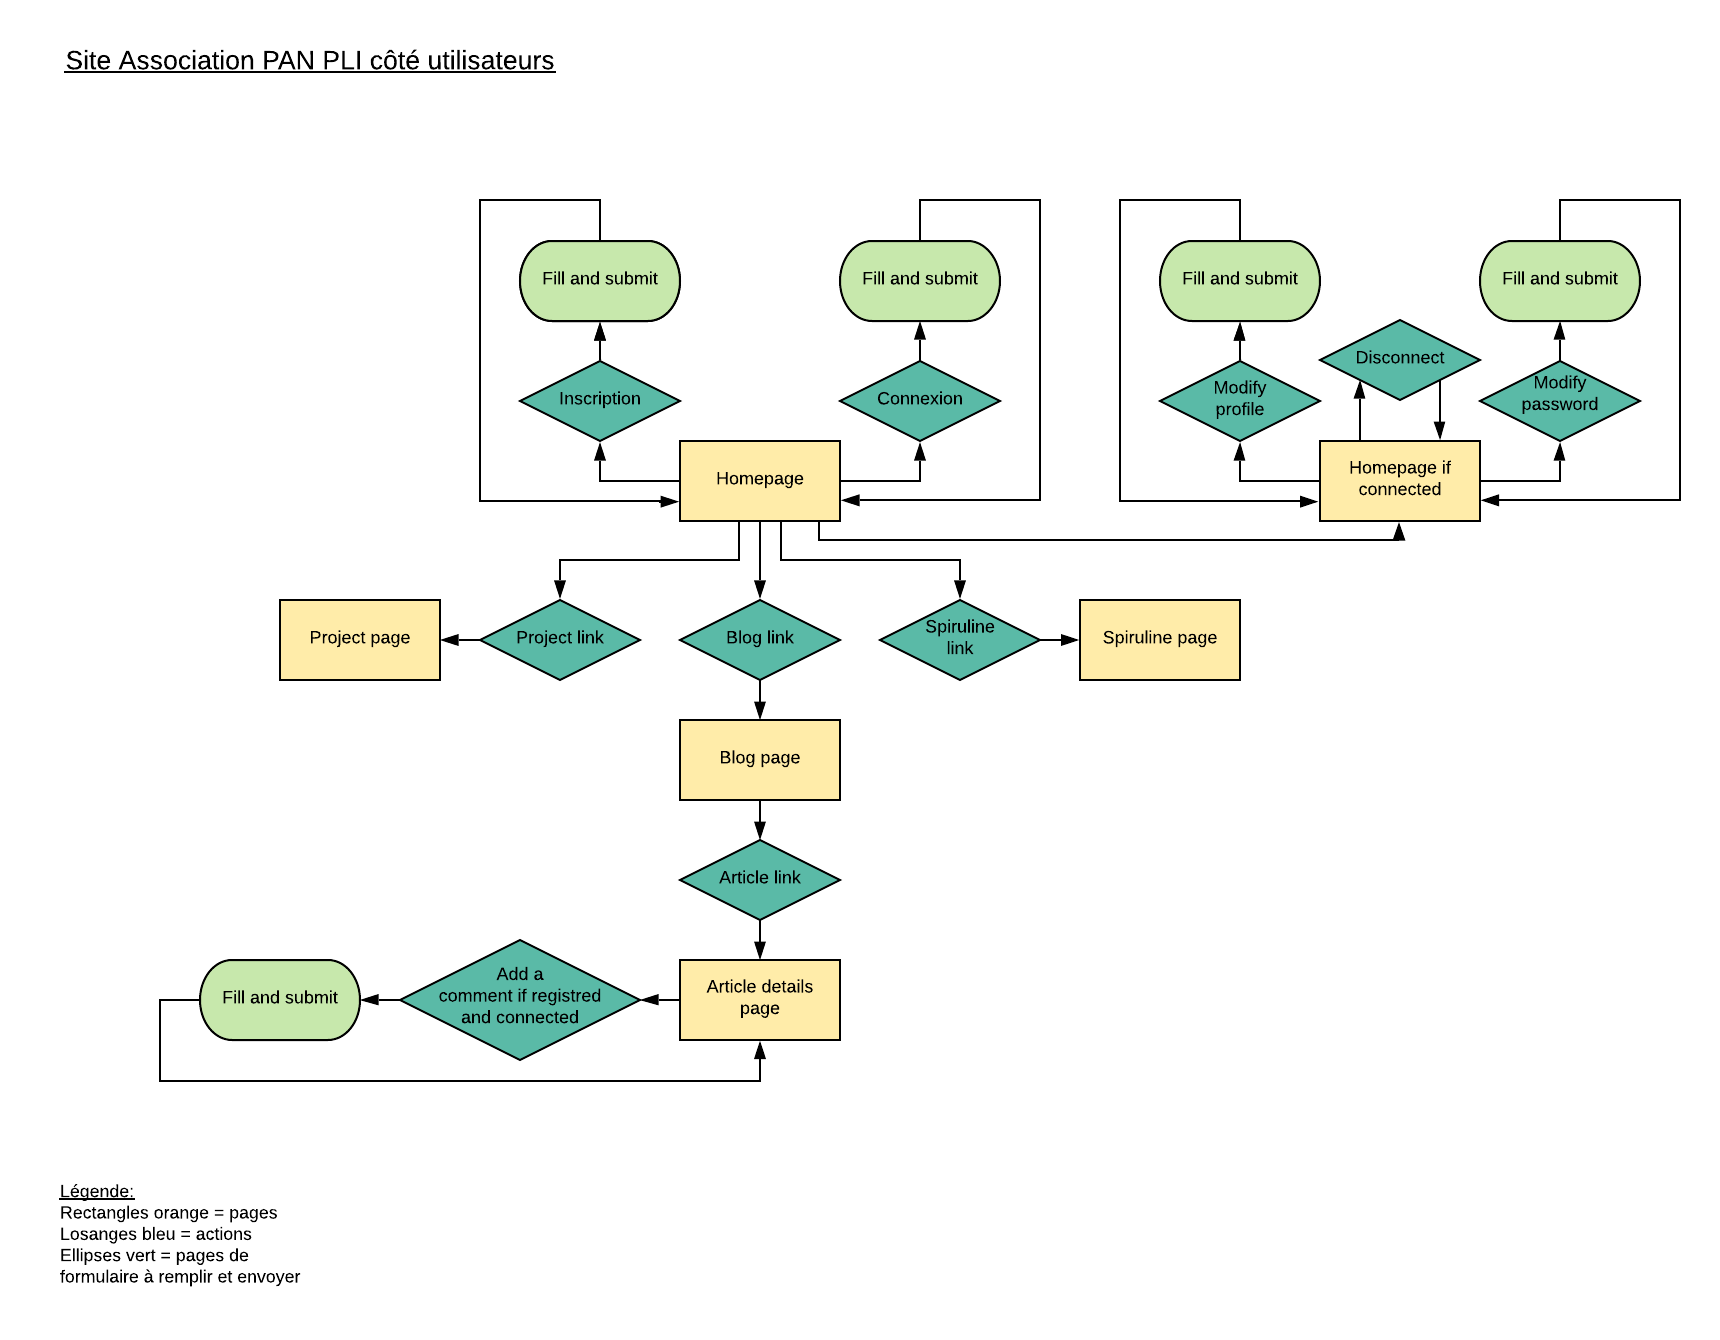 Site Association PAN PLI côté utilisateurs
Fill and submit
Fill and submit
Fill and submit
Fill and submit
Inscription
Connexion
Modify
profile
Disconnect
Modify
password
Homepage
Homepage if
connected
Project page
Project link
Blog link
Spiruline
link
Spiruline page
Blog page
Article link
Fill and submit
Add a
comment if registred
and connected
Article details
page
Légende:
Rectangles orange = pages
Losanges bleu = actions
Ellipses vert = pages de
formulaire à remplir et envoyer